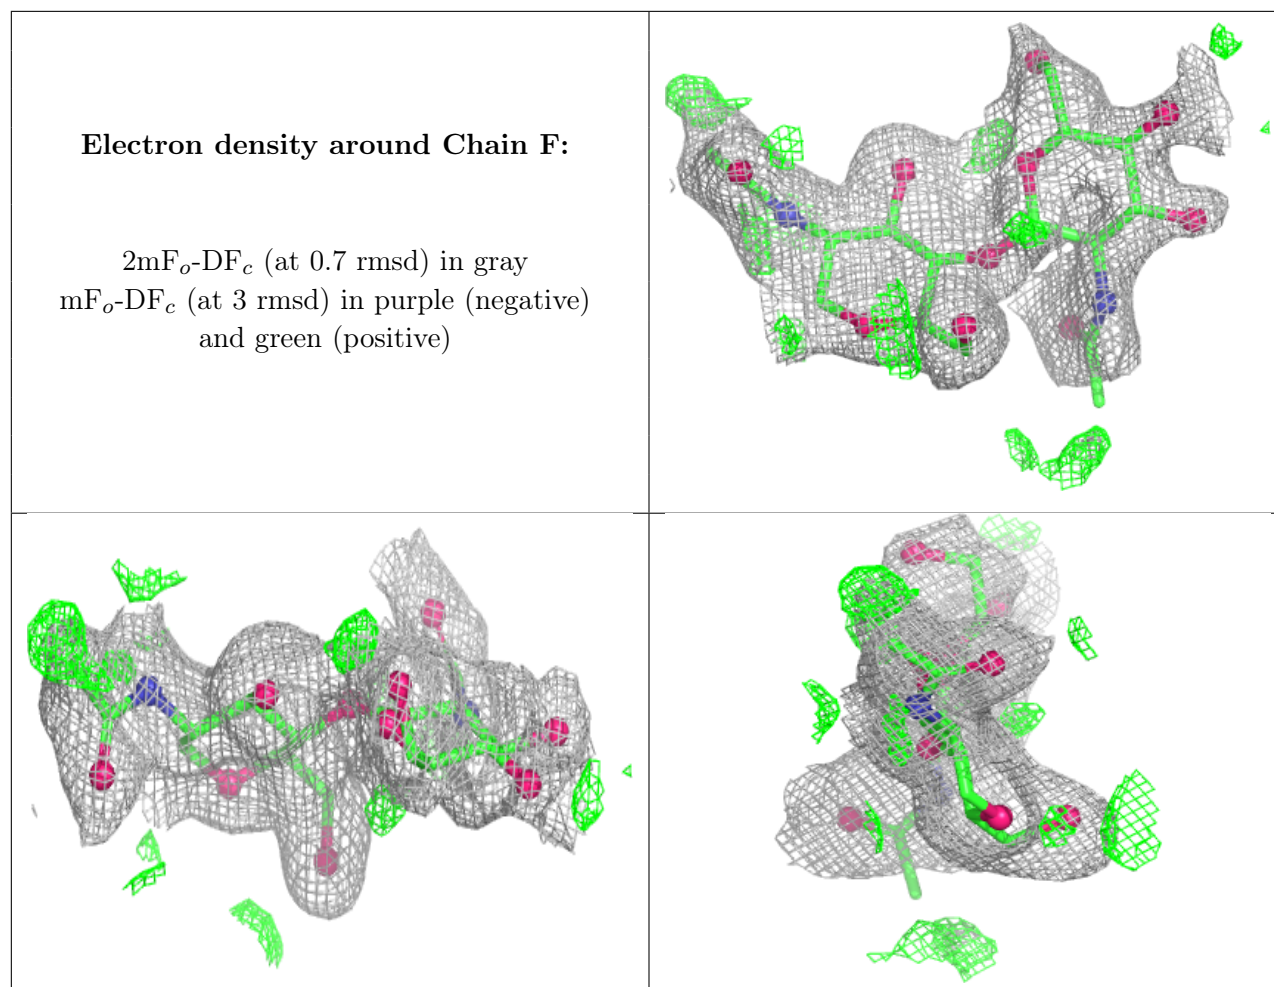 Electron density around Chain F:
2mFₒ-DF𝑐 (at 0.7 rmsd) in gray
mFₒ-DF𝑐 (at 3 rmsd) in purple (negative)
and green (positive)